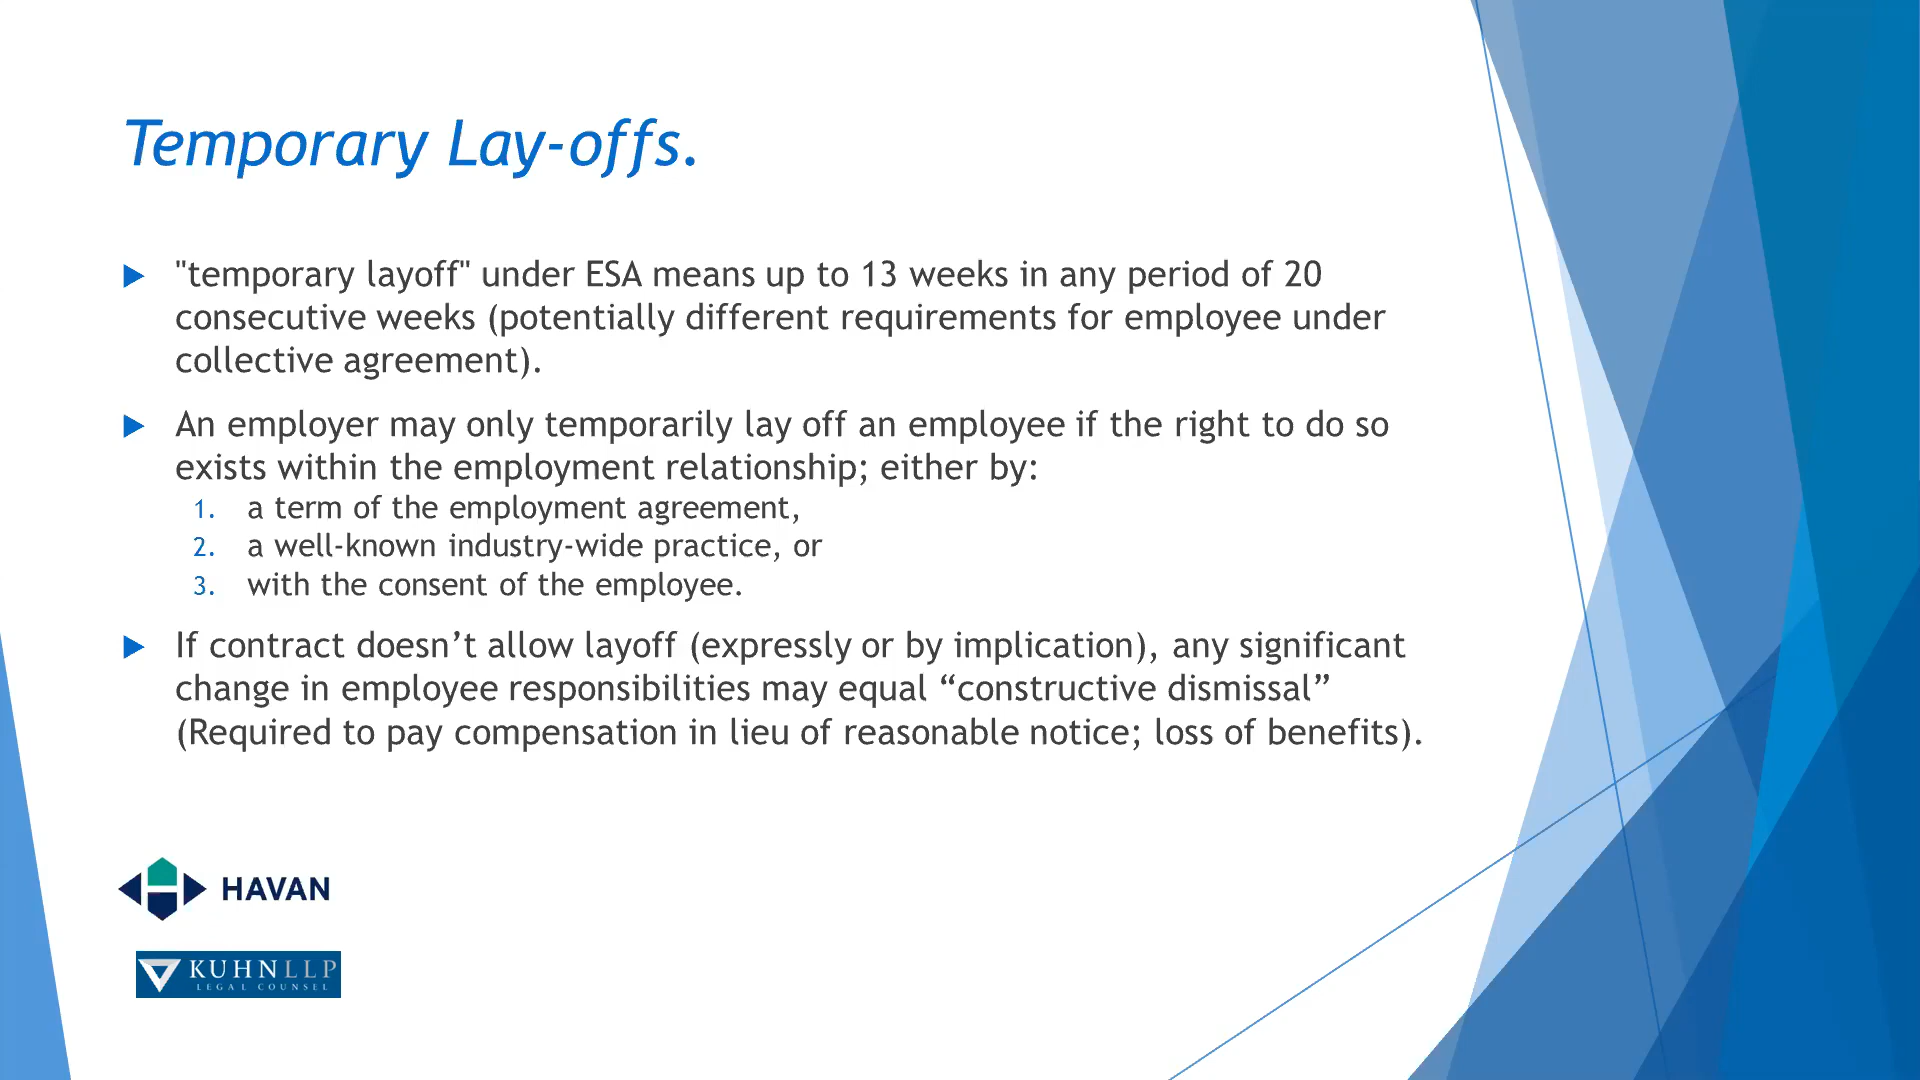 Temporary Lay-offs.
"temporary layoff" under ESA means up to 13 weeks in any period of 20
consecutive weeks (potentially different requirements for employee under
collective agreement).
An employer may only temporarily lay off an employee if the right to do so
exists within the employment relationship; either by:
1. a term of the employment agreement,
2. a well-known industry-wide practice, or
3. with the consent of the employee.
If contract doesn’t allow layoff (expressly or by implication), any significant
change in employee responsibilities may equal “constructive dismissal”
(Required to pay compensation in lieu of reasonable notice; loss of benefits).
HAVAN
KUHN LLP
LEGAL COUNSEL